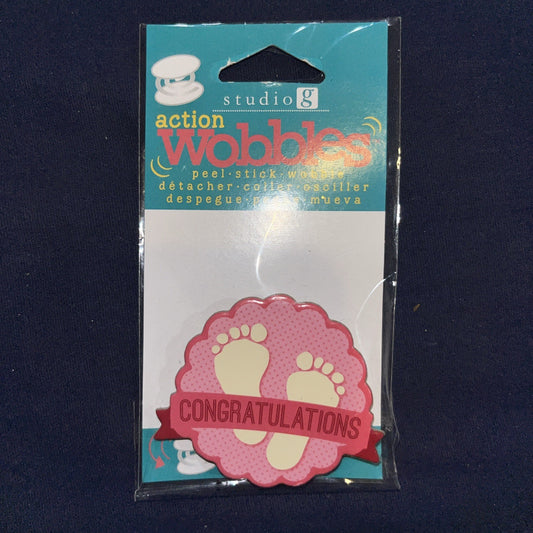 studio g
action
Wobbles
peel·stick·wobble
détacher·coller·osciller
despegue· mueva
CONGRATULATIONS